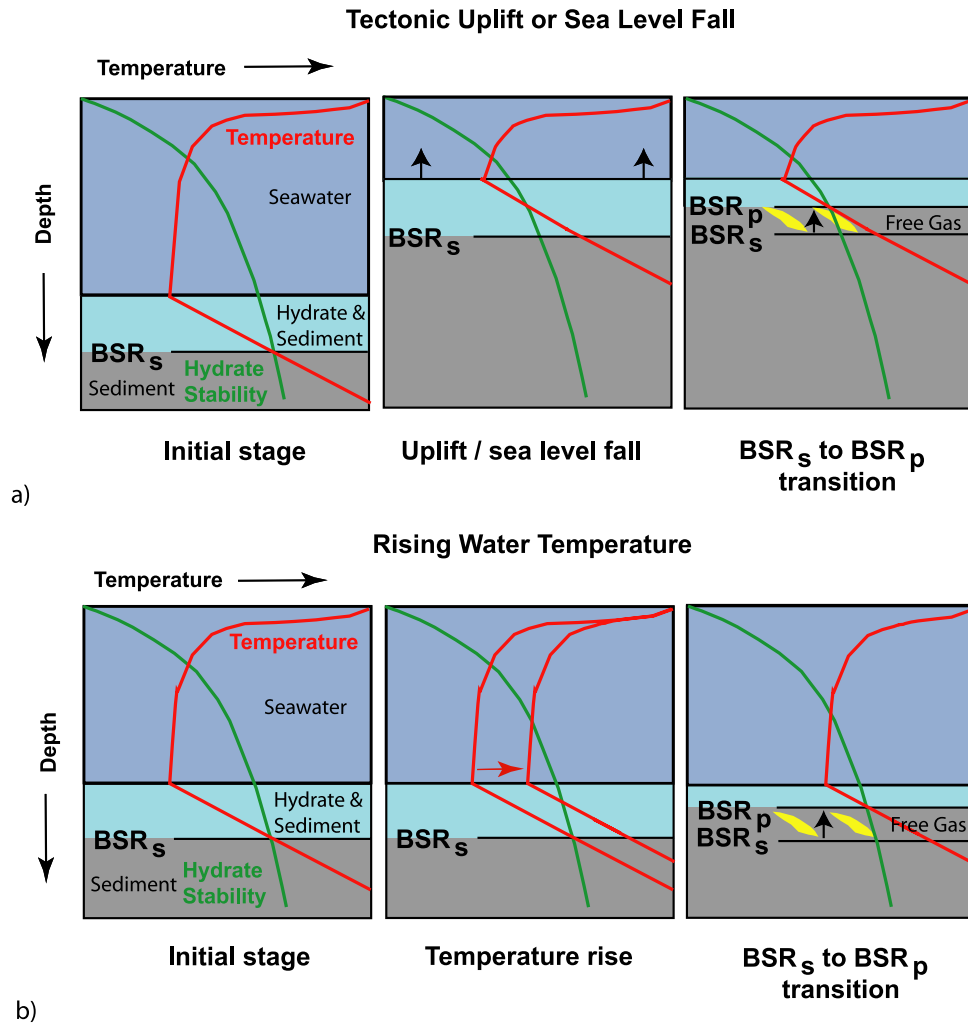 Tectonic Uplift or Sea Level Fall
Temperature
Depth
Temperature
Seawater
Hydrate &
Sediment
BSRs
Sediment
Hydrate
Stability
BSRs
BSRp
BSRs
Free Gas
Initial stage
Uplift / sea level fall
BSRs to BSRp
transition
a)
Rising Water Temperature
Temperature
Depth
Temperature
Seawater
Hydrate &
Sediment
BSRs
Sediment
Hydrate
Stability
BSRs
BSRp
BSRs
Free Gas
Initial stage
Temperature rise
BSRs to BSRp
transition
b)